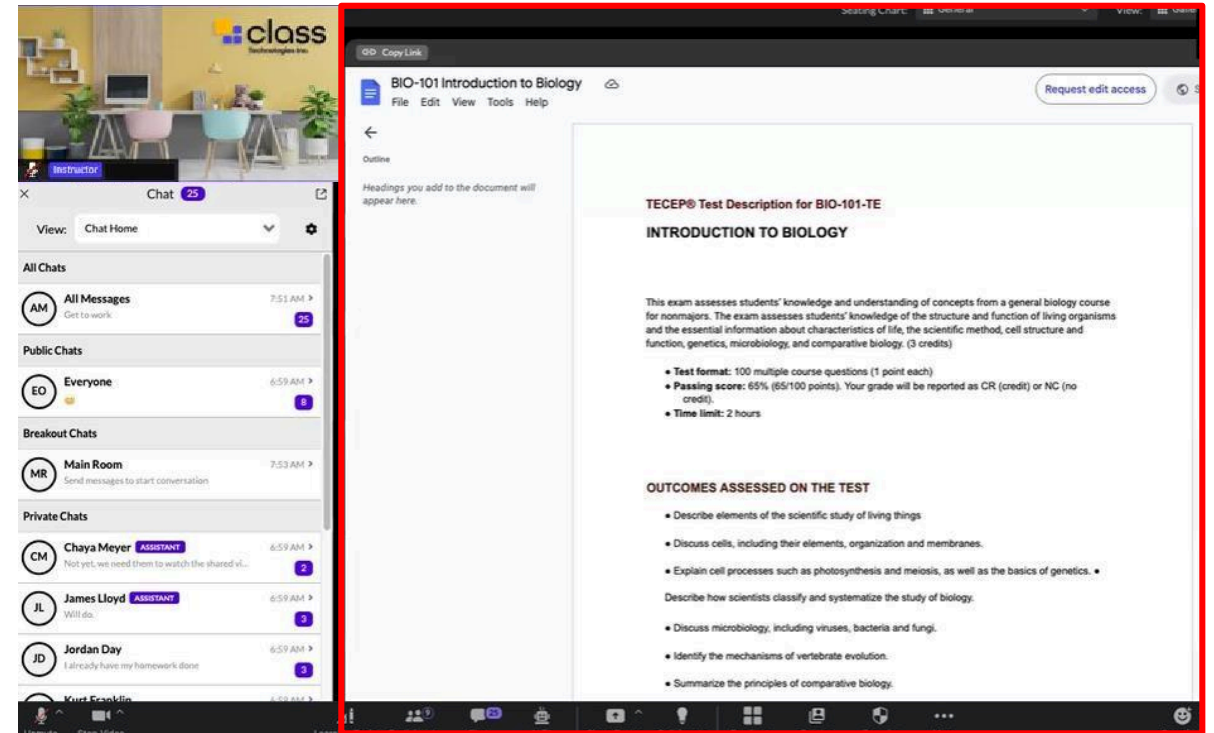 class
Technologies Inc.
Instructor
Chat 25
View: Chat Home
All Chats
AM All Messages 7:51 AM >
Get to work 25
Public Chats
EO Everyone 6:59 AM >
8
Breakout Chats
MR Main Room 7:53 AM >
Send messages to start conversation
Private Chats
CM Chaya Meyer ASSISTANT 6:59 AM >
Not yet, we need them to watch the shared vi... 2
JL James Lloyd ASSISTANT 6:59 AM >
Will do. 3
JD Jordan Day 6:59 AM >
I already have my homework done 3
Kurt Franklin 6:59 AM >
Unmute Stop Video
Seating Chart: General View:
Copy Link
BIO-101 Introduction to Biology
File Edit View Tools Help
Request edit access
Outline
Headings you add to the document will
appear here.
TECEP® Test Description for BIO-101-TE
INTRODUCTION TO BIOLOGY
This exam assesses students' knowledge and understanding of concepts from a general biology course
for nonmajors. The exam assesses students' knowledge of the structure and function of living organisms
and the essential information about characteristics of life, the scientific method, cell structure and
function, genetics, microbiology, and comparative biology. (3 credits)
• Test format: 100 multiple course questions (1 point each)
• Passing score: 65% (65/100 points). Your grade will be reported as CR (credit) or NC (no
credit).
• Time limit: 2 hours
OUTCOMES ASSESSED ON THE TEST
• Describe elements of the scientific study of living things
• Discuss cells, including their elements, organization and membranes.
• Explain cell processes such as photosynthesis and meiosis, as well as the basics of genetics. •
Describe how scientists classify and systematize the study of biology.
• Discuss microbiology, including viruses, bacteria and fungi.
• Identify the mechanisms of vertebrate evolution.
• Summarize the principles of comparative biology.
9 25